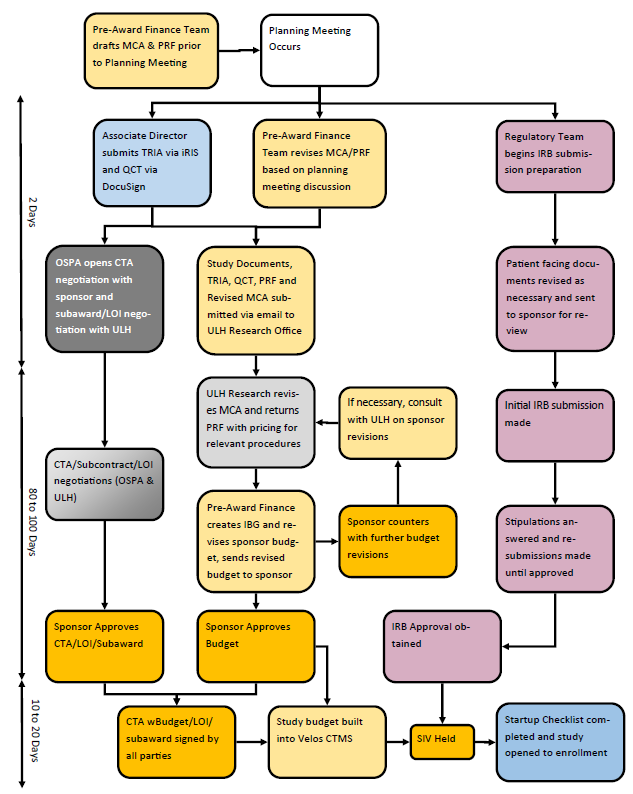 Pre-Award Finance Team
drafts MCA & PRF prior
to Planning Meeting
Planning Meeting
Occurs
2 Days
Associate Director
submits TRIA via iRIS
and QCT via
DocuSign
Pre-Award Finance
Team revises MCA/PRF
based on planning
meeting discussion
Regulatory Team
begins IRB submis-
sion preparation
OSPA opens CTA
negotiation with
sponsor and
subaward/LOI nego-
tiation with ULH
Study Documents,
TRIA, QCT, PRF and
Revised MCA sub-
mitted via email to
ULH Research Office
Patient facing docu-
ments revised as
necessary and sent
to sponsor for re-
view
80 to 100 Days
ULH Research revis-
es MCA and returns
PRF with pricing for
relevant procedures
If necessary, consult
with ULH on sponsor
revisions
Initial IRB submission
made
CTA/Subcontract/LOI
negotiations (OSPA &
ULH)
Pre-Award Finance
creates IBG and re-
vises sponsor budg-
et, sends revised
budget to sponsor
Sponsor counters
with further budget
revisions
Stipulations an-
swered and re-
submissions made
until approved
Sponsor Approves
CTA/LOI/Subaward
Sponsor Approves
Budget
IRB Approval ob-
tained
10 to 20 Days
CTA wBudget/LOI/
subaward signed by
all parties
Study budget built
into Velos CTMS
SIV Held
Startup Checklist com-
pleted and study
opened to enrollment